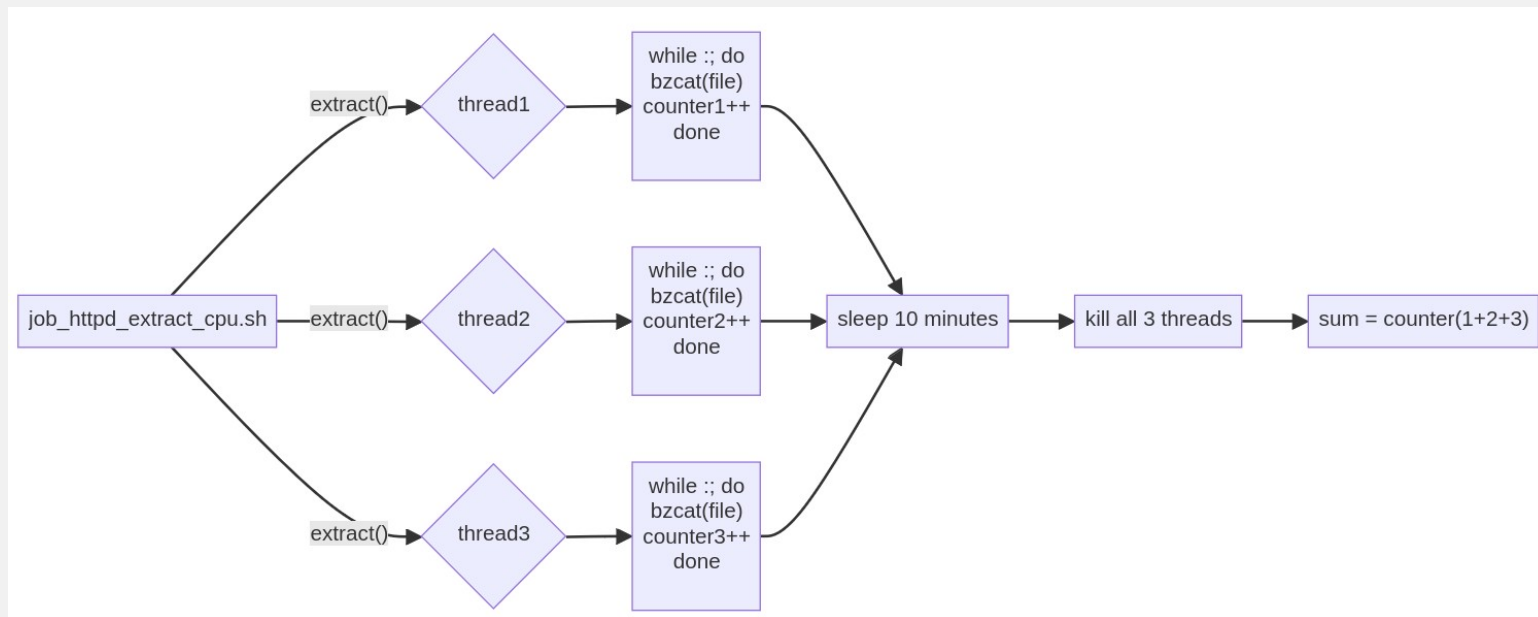 extract()
thread1
while :; do
bzcat(file)
counter1++
done
job_httpd_extract_cpu.sh
extract()
thread2
while :; do
bzcat(file)
counter2++
done
sleep 10 minutes
kill all 3 threads
sum = counter(1+2+3)
extract()
thread3
while :; do
bzcat(file)
counter3++
done